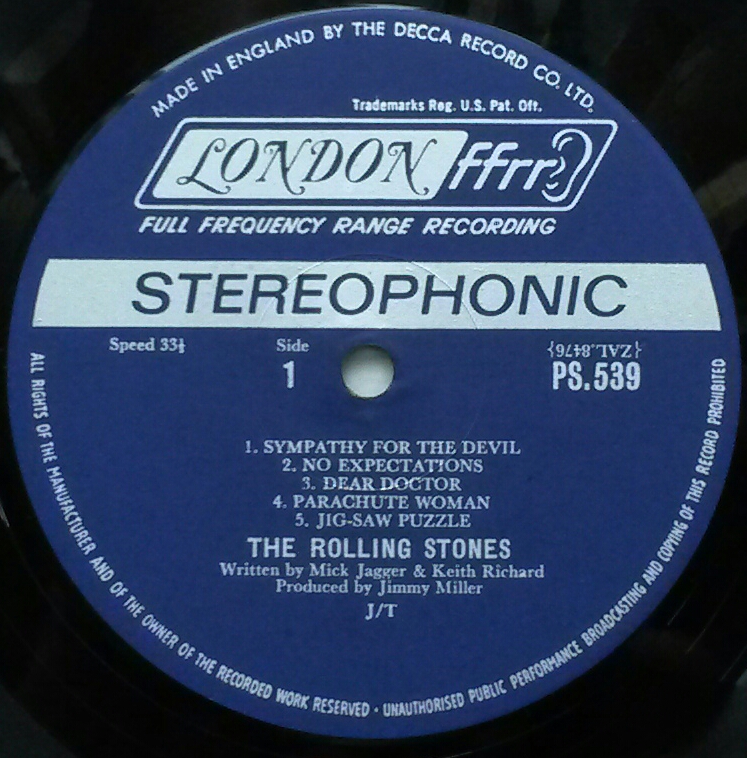 MADE IN ENGLAND BY THE DECCA RECORD CO. LTD.
Trademarks Reg. U.S. Pat. Off.
LONDON ffrr
FULL FREQUENCY RANGE RECORDING
STEREOPHONIC
Speed 33⅓
Side
1
{ZAL.8476}
PS.539
1. SYMPATHY FOR THE DEVIL
2. NO EXPECTATIONS
3. DEAR DOCTOR
4. PARACHUTE WOMAN
5. JIG-SAW PUZZLE
THE ROLLING STONES
Written by Mick Jagger & Keith Richard
Produced by Jimmy Miller
J/T
ALL RIGHTS OF THE MANUFACTURER AND OF THE OWNER OF THE RECORDED WORK RESERVED · UNAUTHORISED PUBLIC PERFORMANCE BROADCASTING AND COPYING OF THIS RECORD PROHIBITED